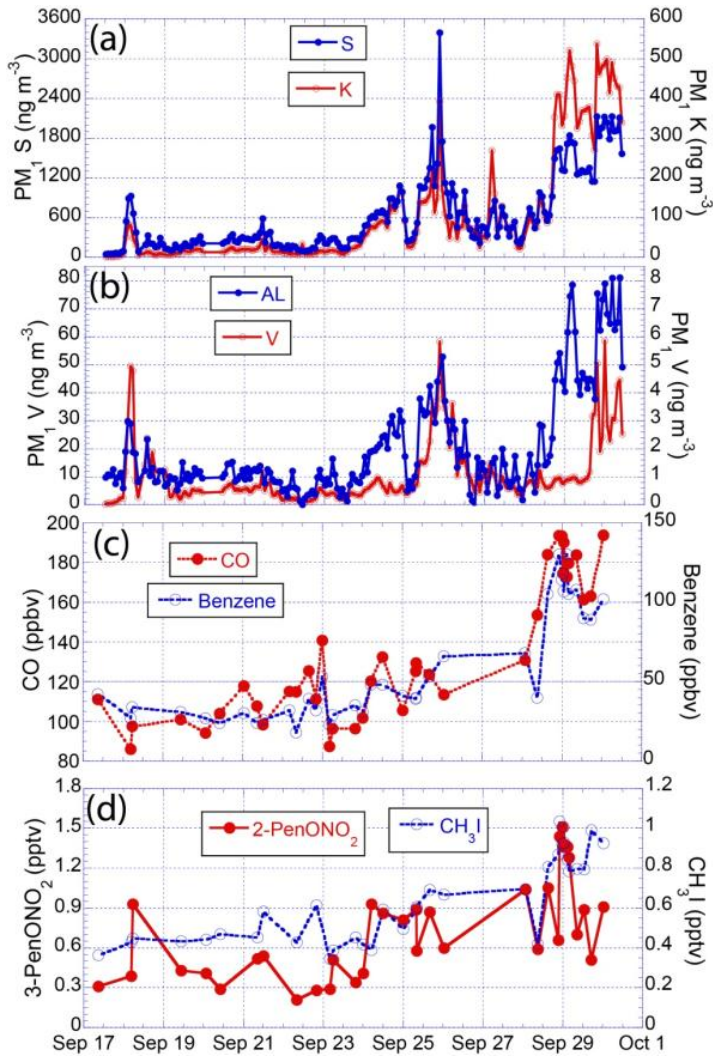 (a)
S
K
3600
3000
2400
1800
1200
600
0
PM1 S (ng m-3)
600
500
400
300
200
100
0
PM1 K (ng m-3)
(b)
AL
V
80
70
60
50
40
30
20
10
0
PM1 V (ng m-3)
8
7
6
5
4
3
2
1
0
PM1 V (ng m-3)
(c)
CO
Benzene
200
180
160
140
120
100
80
CO (ppbv)
150
100
50
0
Benzene (ppbv)
(d)
2-PenONO2
CH3I
1.8
1.5
1.2
0.9
0.6
0.3
0
3-PenONO2 (pptv)
1.2
1
0.8
0.6
0.4
0.2
0
CH3I (pptv)
Sep 17 Sep 19 Sep 21 Sep 23 Sep 25 Sep 27 Sep 29 Oct 1